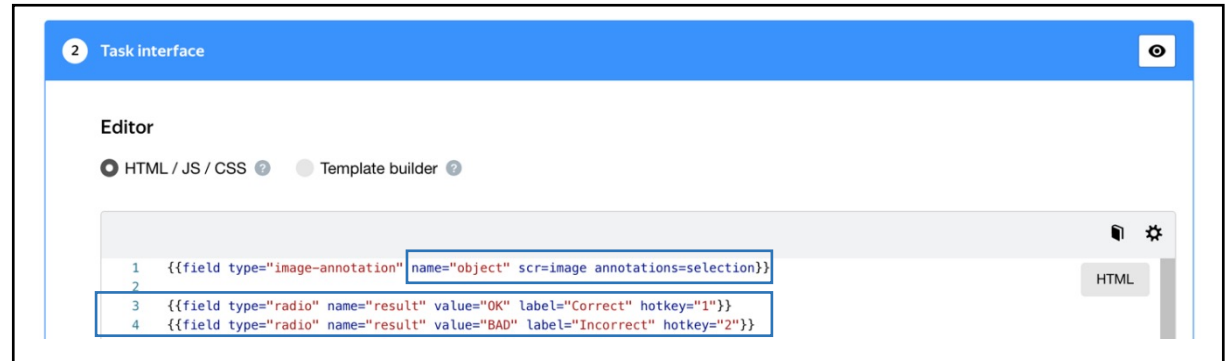 2 Task interface
Editor
HTML / JS / CSS ? Template builder ?
1 {{field type="image-annotation" name="object" scr=image annotations=selection}}
HTML
2
3 {{field type="radio" name="result" value="OK" label="Correct" hotkey="1"}}
4 {{field type="radio" name="result" value="BAD" label="Incorrect" hotkey="2"}}